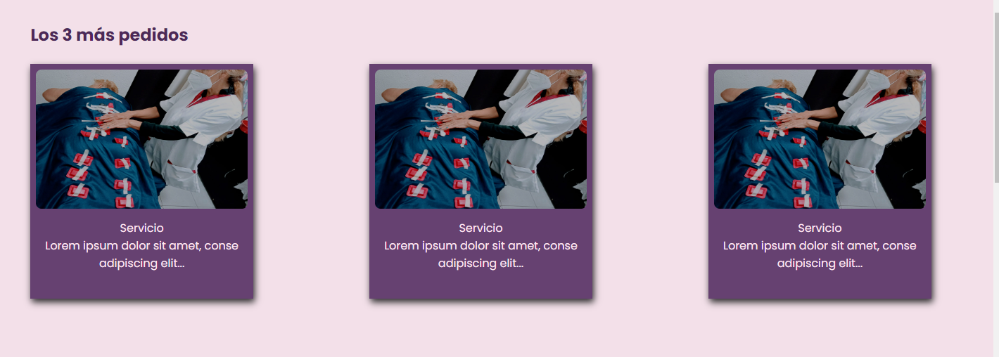 Los 3 más pedidos
Servicio
Lorem ipsum dolor sit amet, conse
adipiscing elit...
Servicio
Lorem ipsum dolor sit amet, conse
adipiscing elit...
Servicio
Lorem ipsum dolor sit amet, conse
adipiscing elit...